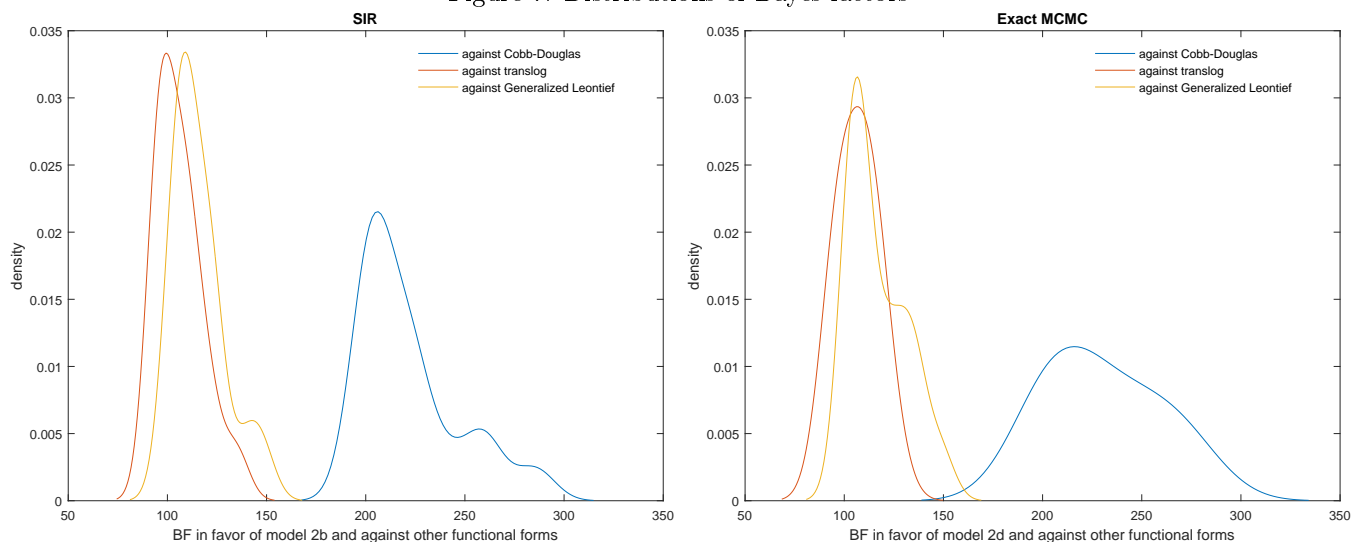 SIR
0.035
0.03
0.025
0.02
0.015
0.01
0.005
0
density
against Cobb-Douglas
against translog
against Generalized Leontief
50 100 150 200 250 300 350
BF in favor of model 2b and against other functional forms
Exact MCMC
0.035
0.03
0.025
0.02
0.015
0.01
0.005
0
density
against Cobb-Douglas
against translog
against Generalized Leontief
50 100 150 200 250 300 350
BF in favor of model 2d and against other functional forms